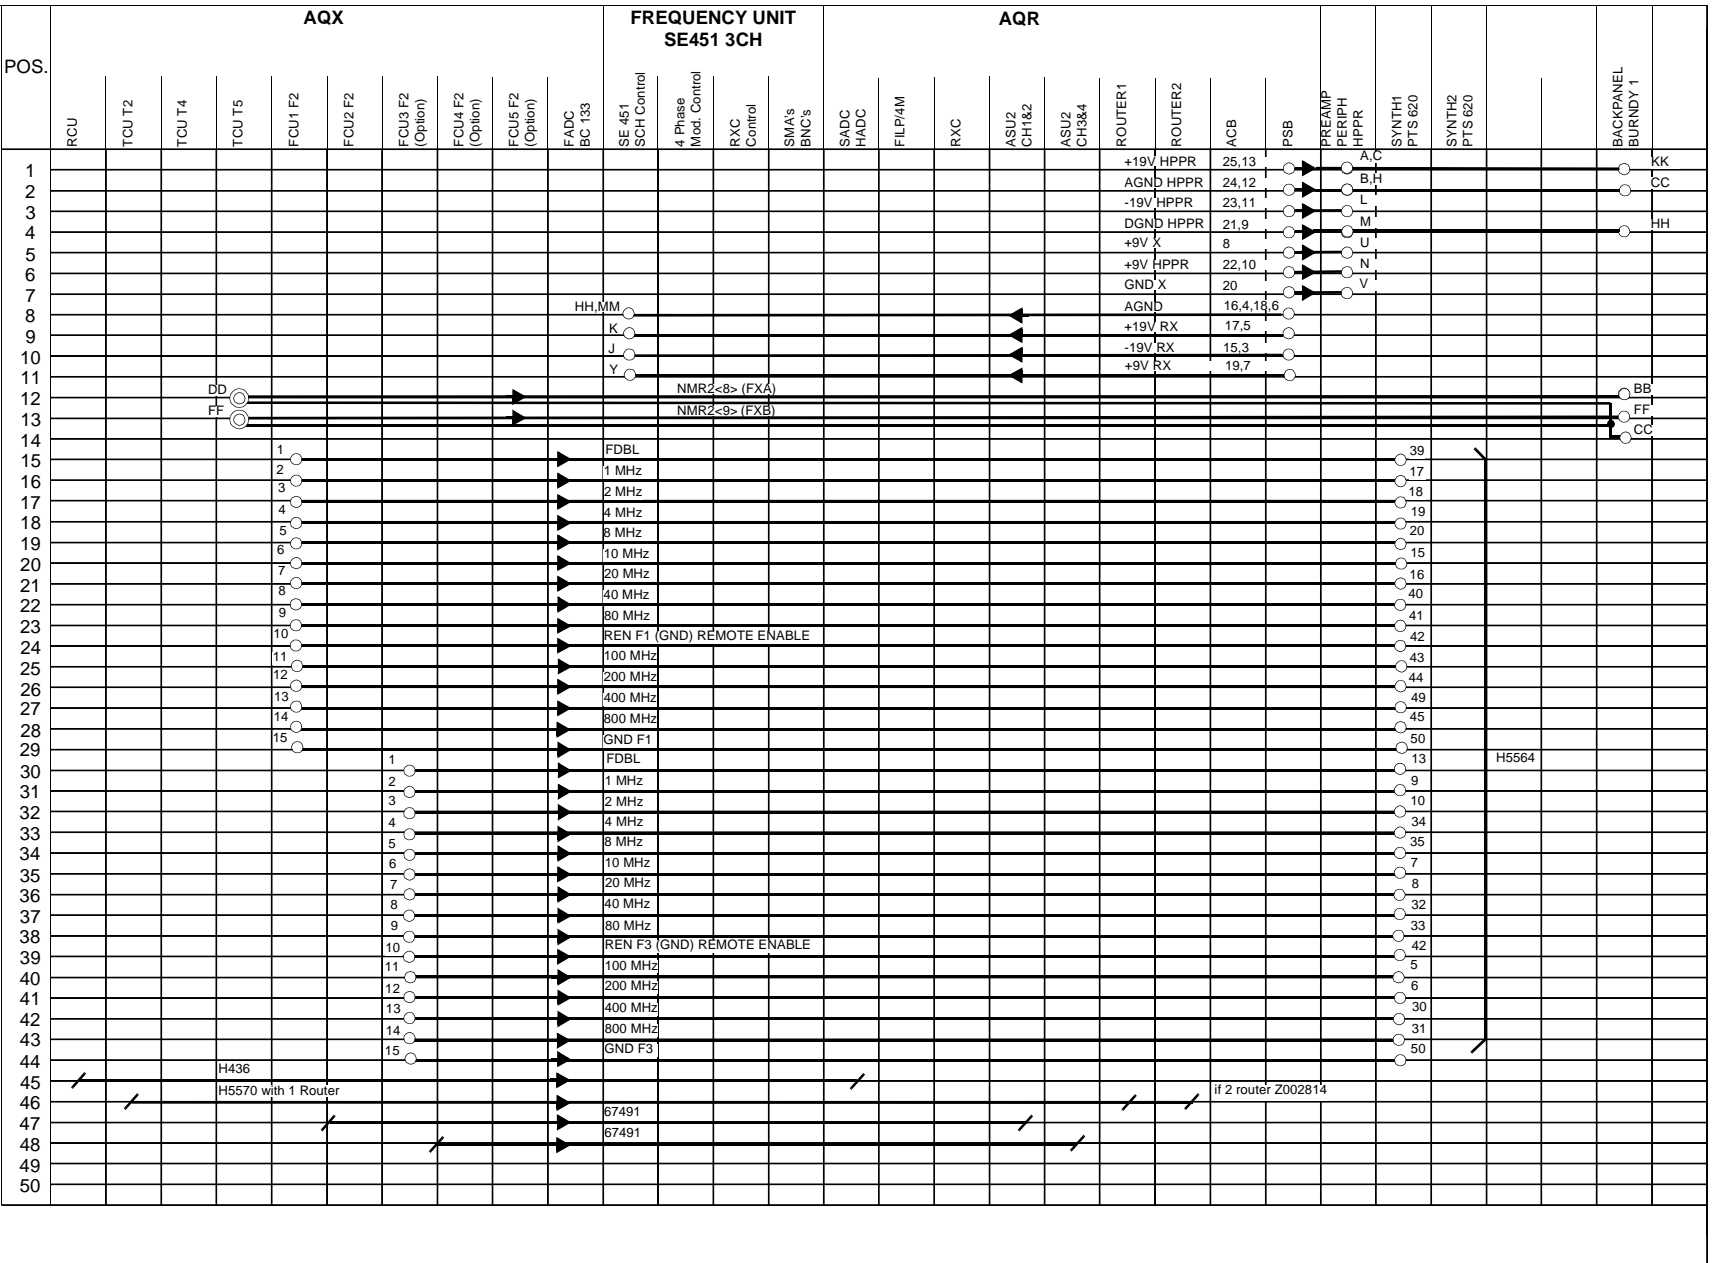 AQX
FREQUENCY UNIT
SE451 3CH
AQR
POS.
RCU
TCU T2
TCU T4
TCU T5
FCU1 F2
FCU2 F2
FCU3 F2
(Option)
FCU4 F2
(Option)
FCU5 F2
(Option)
FADC
BC 133
SE 451
SCH Control
4 Phase
Mod. Control
RXC
Control
SMA's
BNC's
SADC
HADC
FILP/4M
RXC
ASU2
CH1&2
ASU2
CH3&4
ROUTER1
ROUTER2
ACB
PSB
PREAMP
PERIPH
HPPR
SYNTH1
PTS 620
SYNTH2
PTS 620
BACKPANEL
BURNDY 1
1 +19V HPPR 25,13 A,C KK
2 AGND HPPR 24,12 B,H CC
3 -19V HPPR 23,11 L
4 DGND HPPR 21,9 M HH
5 +9V X 8 U
6 +9V HPPR 22,10 N
7 GND X 20 V
8 HH,MM AGND 16,4,18,6
9 K +19V RX 17,5
10 J -19V RX 15,3
11 Y +9V RX 19,7
12 DD NMR2<8> (FXA) BB
13 FF NMR2<9> (FXB) FF
14 CC
15 1 FDBL 39
16 2 1 MHz 17
17 3 2 MHz 18
18 4 4 MHz 19
19 5 8 MHz 20
20 6 10 MHz 15
21 7 20 MHz 16
22 8 40 MHz 40
23 9 80 MHz 41
24 10 REN F1 (GND) REMOTE ENABLE 42
25 11 100 MHz 43
26 12 200 MHz 44
27 13 400 MHz 49
28 14 800 MHz 45
29 15 GND F1 50
30 1 FDBL 13 H5564
31 2 1 MHz 9
32 3 2 MHz 10
33 4 4 MHz 34
34 5 8 MHz 35
35 6 10 MHz 7
36 7 20 MHz 8
37 8 40 MHz 32
38 9 80 MHz 33
39 10 REN F3 (GND) REMOTE ENABLE 42
40 11 100 MHz 5
41 12 200 MHz 6
42 13 400 MHz 30
43 14 800 MHz 31
44 15 GND F3 50
45 H436
46 H5570 with 1 Router if 2 router Z002814
47 67491
48 67491
49
50